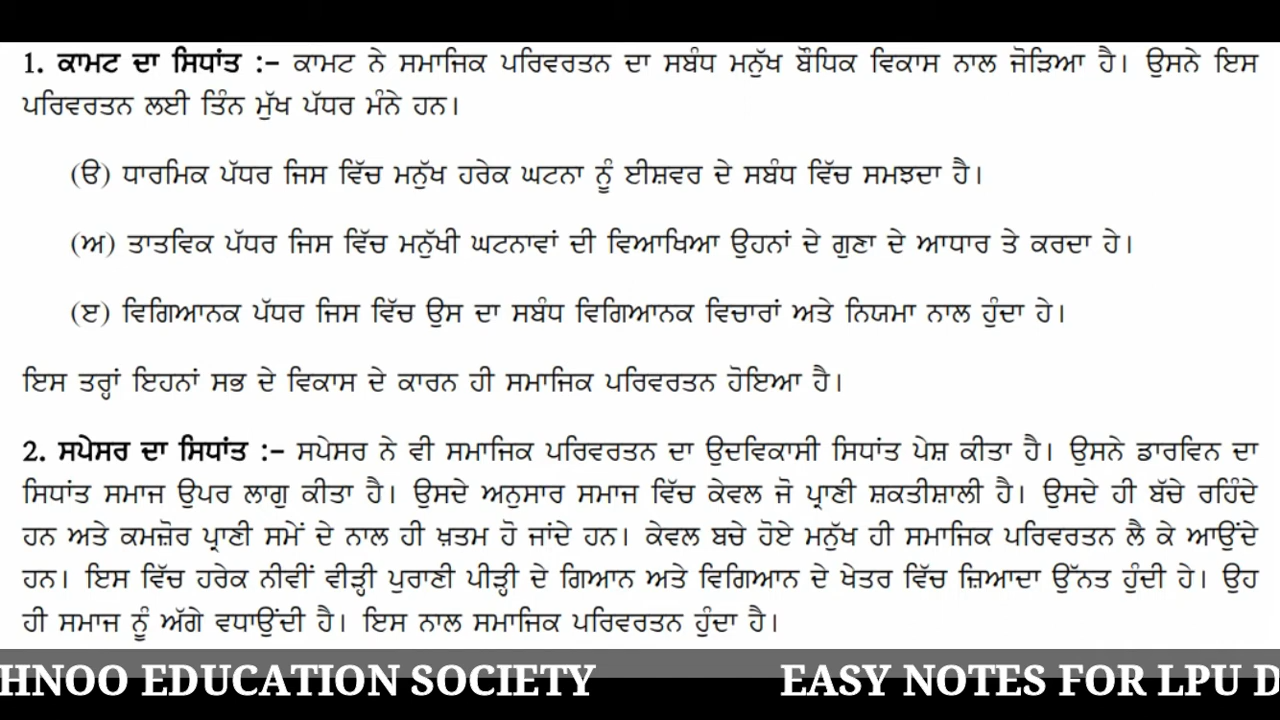 1. ਕਾਮਟ ਦਾ ਸਿਧਾਂਤ :– ਕਾਮਟ ਨੇ ਸਮਾਜਿਕ ਪਰਿਵਰਤਨ ਦਾ ਸਬੰਧ ਮਨੁੱਖ ਬੌਧਿਕ ਵਿਕਾਸ ਨਾਲ ਜੋੜਿਆ ਹੈ। ਉਸਨੇ ਇਸ
ਪਰਿਵਰਤਨ ਲਈ ਤਿੰਨ ਮੁੱਖ ਪੱਧਰ ਮੰਨੇ ਹਨ।
(ੳ) ਧਾਰਮਿਕ ਪੱਧਰ ਜਿਸ ਵਿੱਚ ਮਨੁੱਖ ਹਰੇਕ ਘਟਨਾ ਨੂੰ ਈਸ਼ਵਰ ਦੇ ਸਬੰਧ ਵਿੱਚ ਸਮਝਦਾ ਹੈ।
(ਅ) ਤਾਤਵਿਕ ਪੱਧਰ ਜਿਸ ਵਿੱਚ ਮਨੁੱਖੀ ਘਟਨਾਵਾਂ ਦੀ ਵਿਆਖਿਆ ਉਹਨਾਂ ਦੇ ਗੁਣਾ ਦੇ ਆਧਾਰ ਤੇ ਕਰਦਾ ਹੇ।
(ੲ) ਵਿਗਿਆਨਕ ਪੱਧਰ ਜਿਸ ਵਿੱਚ ਉਸ ਦਾ ਸਬੰਧ ਵਿਗਿਆਨਕ ਵਿਚਾਰਾਂ ਅਤੇ ਨਿਯਮਾ ਨਾਲ ਹੁੰਦਾ ਹੇ।
ਇਸ ਤਰ੍ਹਾਂ ਇਹਨਾਂ ਸਭ ਦੇ ਵਿਕਾਸ ਦੇ ਕਾਰਨ ਹੀ ਸਮਾਜਿਕ ਪਰਿਵਰਤਨ ਹੋਇਆ ਹੈ।
2. ਸਪੇਸਰ ਦਾ ਸਿਧਾਂਤ :– ਸਪੇਸਰ ਨੇ ਵੀ ਸਮਾਜਿਕ ਪਰਿਵਰਤਨ ਦਾ ਉਦਵਿਕਾਸੀ ਸਿਧਾਂਤ ਪੇਸ਼ ਕੀਤਾ ਹੈ। ਉਸਨੇ ਡਾਰਵਿਨ ਦਾ
ਸਿਧਾਂਤ ਸਮਾਜ ਉਪਰ ਲਾਗੁ ਕੀਤਾ ਹੈ। ਉਸਦੇ ਅਨੁਸਾਰ ਸਮਾਜ ਵਿੱਚ ਕੇਵਲ ਜੋ ਪ੍ਰਾਣੀ ਸ਼ਕਤੀਸ਼ਾਲੀ ਹੈ। ਉਸਦੇ ਹੀ ਬੱਚੇ ਰਹਿੰਦੇ
ਹਨ ਅਤੇ ਕਮਜ਼ੋਰ ਪ੍ਰਾਣੀ ਸਮੇਂ ਦੇ ਨਾਲ ਹੀ ਖ਼ਤਮ ਹੋ ਜਾਂਦੇ ਹਨ। ਕੇਵਲ ਬਚੇ ਹੋਏ ਮਨੁੱਖ ਹੀ ਸਮਾਜਿਕ ਪਰਿਵਰਤਨ ਲੈ ਕੇ ਆਉਂਦੇ
ਹਨ। ਇਸ ਵਿੱਚ ਹਰੇਕ ਨੀਵੀਂ ਵੀੜ੍ਹੀ ਪੁਰਾਣੀ ਪੀੜ੍ਹੀ ਦੇ ਗਿਆਨ ਅਤੇ ਵਿਗਿਆਨ ਦੇ ਖੇਤਰ ਵਿੱਚ ਜ਼ਿਆਦਾ ਉੱਨਤ ਹੁੰਦੀ ਹੇ। ਉਹ
ਹੀ ਸਮਾਜ ਨੂੰ ਅੱਗੇ ਵਧਾਉਂਦੀ ਹੈ। ਇਸ ਨਾਲ ਸਮਾਜਿਕ ਪਰਿਵਰਤਨ ਹੁੰਦਾ ਹੈ।
HNOO EDUCATION SOCIETY EASY NOTES FOR LPU D